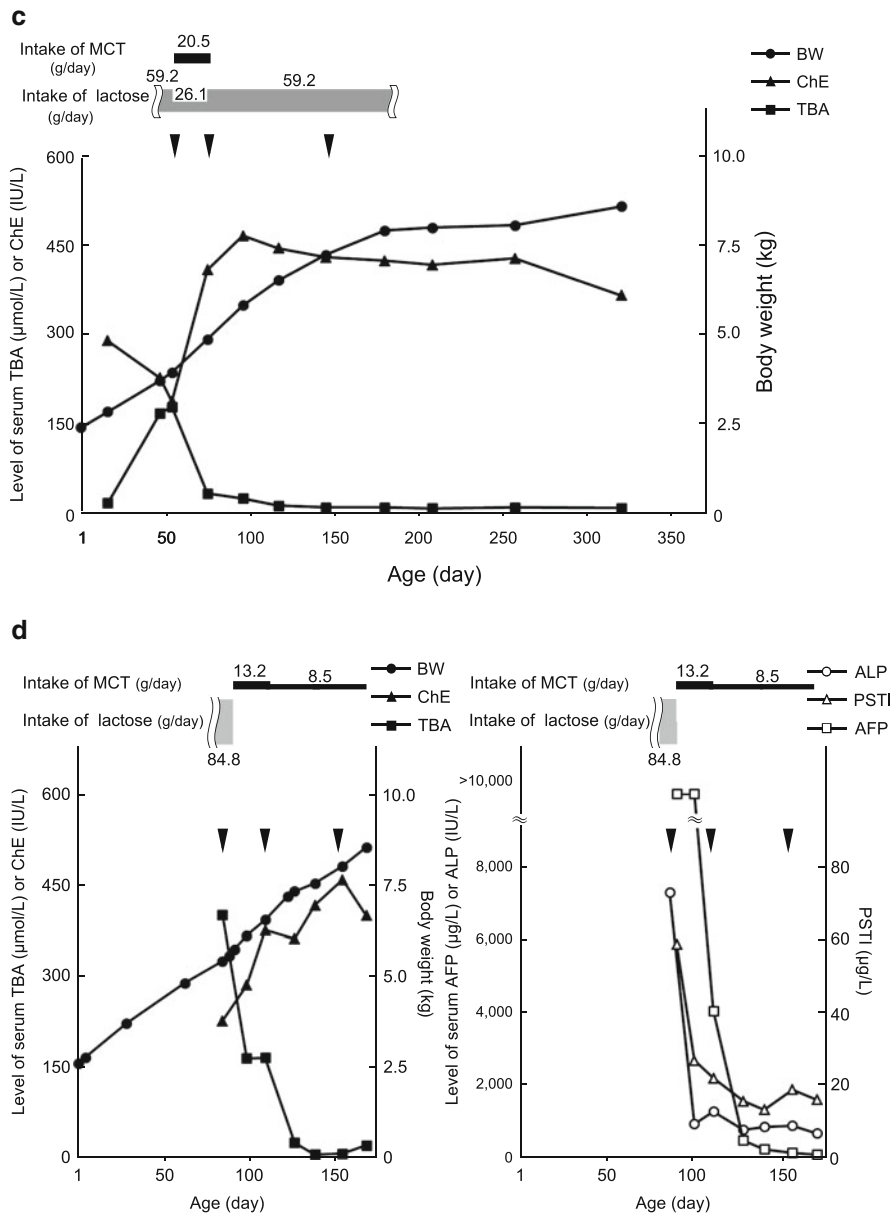 c
20.5
Intake of MCT
(g/day)
59.2
59.2
Intake of lactose
26.1
(g/day)
BW
ChE
TBA
600
450
300
150
0
Level of serum TBA (μmol/L) or ChE (IU/L)
10.0
7.5
5.0
2.5
0
Body weight (kg)
1
50
100
150
200
250
300
350
Age (day)
d
13.2
8.5
Intake of MCT (g/day)
Intake of lactose (g/day)
84.8
BW
ChE
TBA
600
450
300
150
0
Level of serum TBA (μmol/L) or ChE (IU/L)
10.0
7.5
5.0
2.5
0
Body weight (kg)
1
50
100
150
Age (day)
13.2
8.5
Intake of MCT (g/day)
Intake of lactose (g/day)
84.8
ALP
PSTI
AFP
>10,000
8,000
6,000
4,000
2,000
0
Level of serum AFP (μg/L) or ALP (IU/L)
80
60
40
20
0
PSTI (μg/L)
1
50
100
150
Age (day)